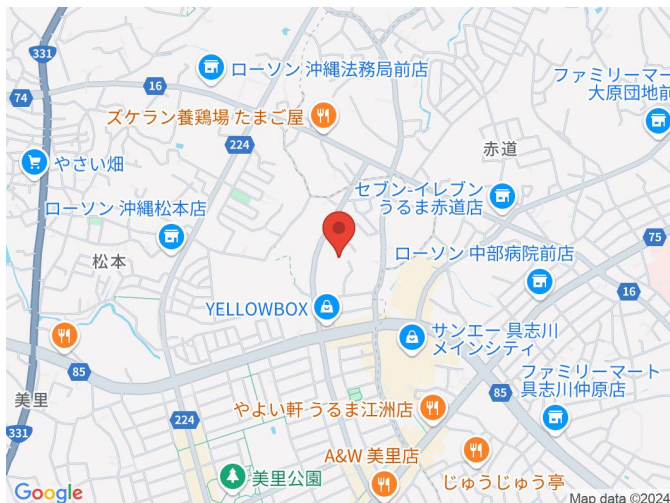 331
ローソン 沖縄法務局前店
16
74
ズケラン養鶏場 たまご屋
ファミリーマート
大原団地前
224
赤道
やさい畑
セブン-イレブン
うるま赤道店
ローソン 沖縄松本店
松本
ローソン 中部病院前店
75
16
YELLOWBOX
サンエー 具志川
メインシティ
85
ファミリーマート
具志川仲原店
美里
85
224
やよい軒 うるま江洲店
331
A&W 美里店
美里公園
じゅうじゅう亭
Google
Map data ©2024